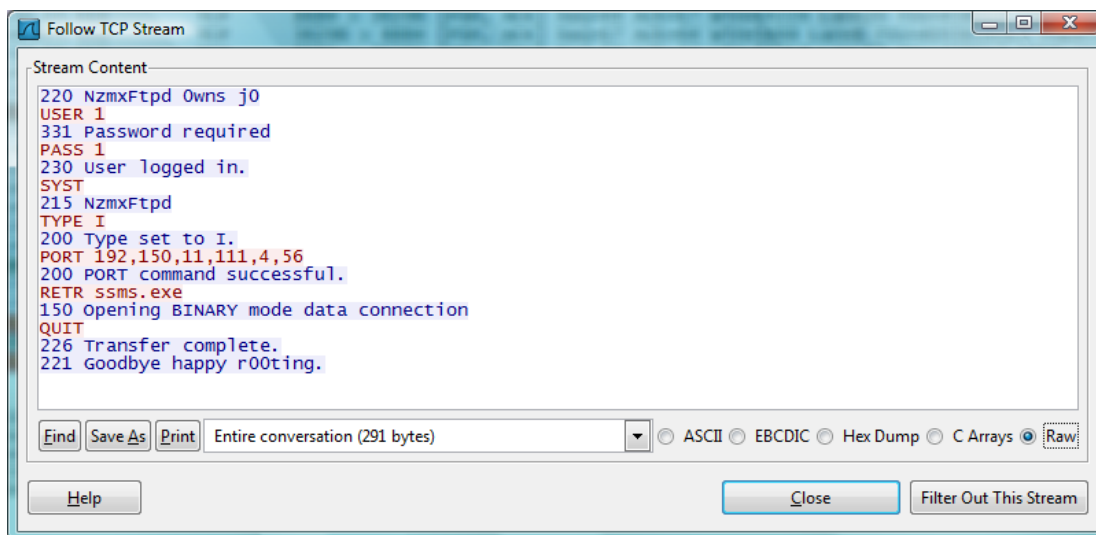 Follow TCP Stream
Stream Content
220 NzmxFtpd Owns j0
USER 1
331 Password required
PASS 1
230 User logged in.
SYST
215 NzmxFtpd
TYPE I
200 Type set to I.
PORT 192,150,11,111,4,56
200 PORT command successful.
RETR ssms.exe
150 Opening BINARY mode data connection
QUIT
226 Transfer complete.
221 Goodbye happy r00ting.
Find Save As Print Entire conversation (291 bytes) ASCII EBCDIC Hex Dump C Arrays Raw
Help Close Filter Out This Stream